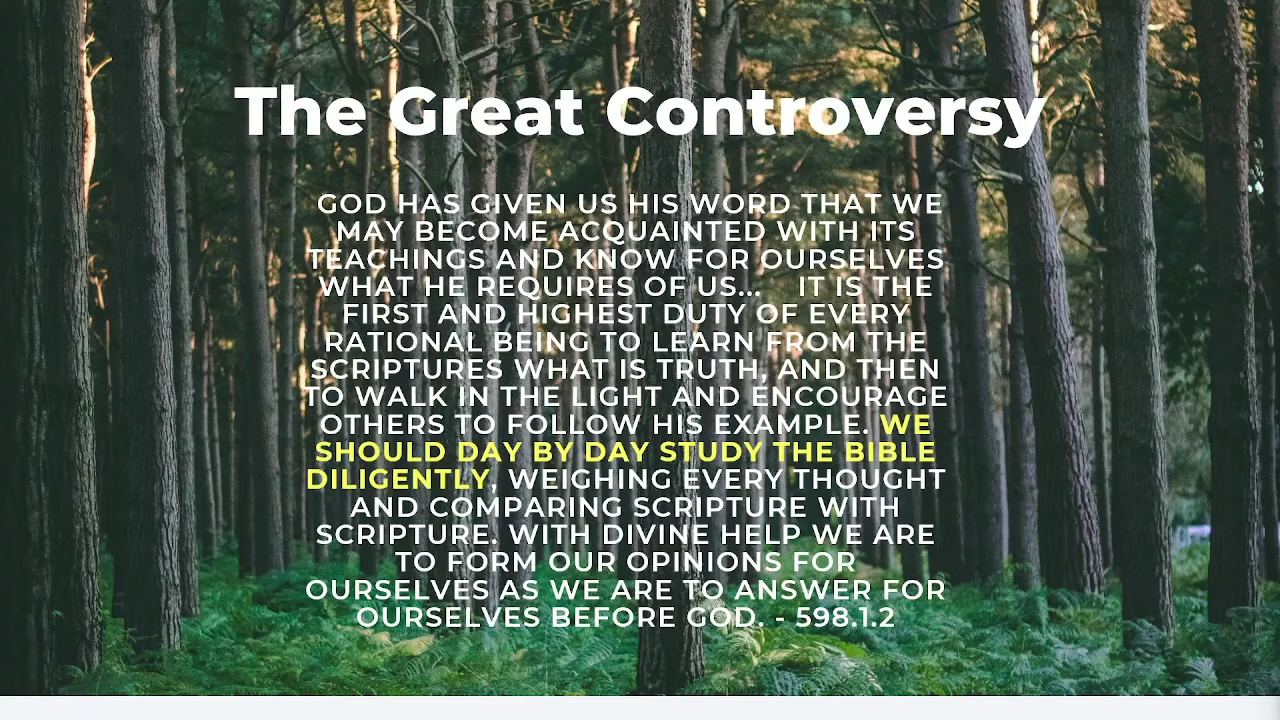 The Great Controversy
GOD HAS GIVEN US HIS WORD THAT WE
MAY BECOME ACQUAINTED WITH ITS
TEACHINGS AND KNOW FOR OURSELVES
WHAT HE REQUIRES OF US... IT IS THE
FIRST AND HIGHEST DUTY OF EVERY
RATIONAL BEING TO LEARN FROM THE
SCRIPTURES WHAT IS TRUTH, AND THEN
TO WALK IN THE LIGHT AND ENCOURAGE
OTHERS TO FOLLOW HIS EXAMPLE. WE
SHOULD DAY BY DAY STUDY THE BIBLE
DILIGENTLY, WEIGHING EVERY THOUGHT
AND COMPARING SCRIPTURE WITH
SCRIPTURE. WITH DIVINE HELP WE ARE
TO FORM OUR OPINIONS FOR
OURSELVES AS WE ARE TO ANSWER FOR
OURSELVES BEFORE GOD. - 598.1.2